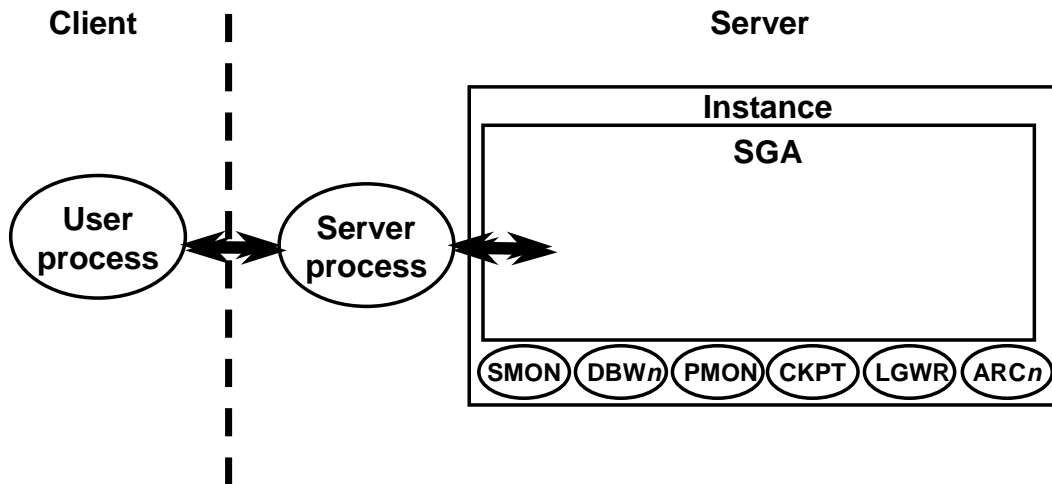 Client
Server
Instance
SGA
User
process
Server
process
SMON
DBWn
PMON
CKPT
LGWR
ARCn